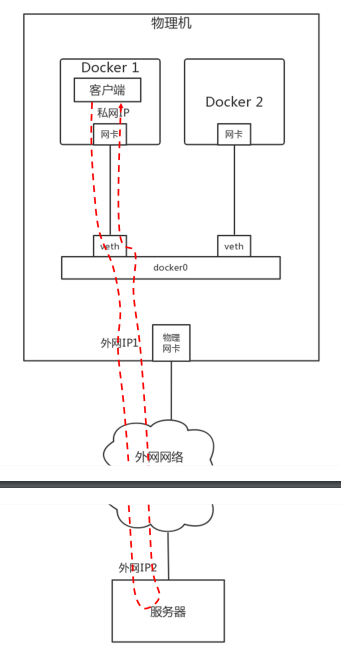 物理机
Docker 1
客户端
私网IP
网卡
Docker 2
网卡
veth
veth
docker0
外网IP1
物理
网卡
外网网络
外网IP2
服务器